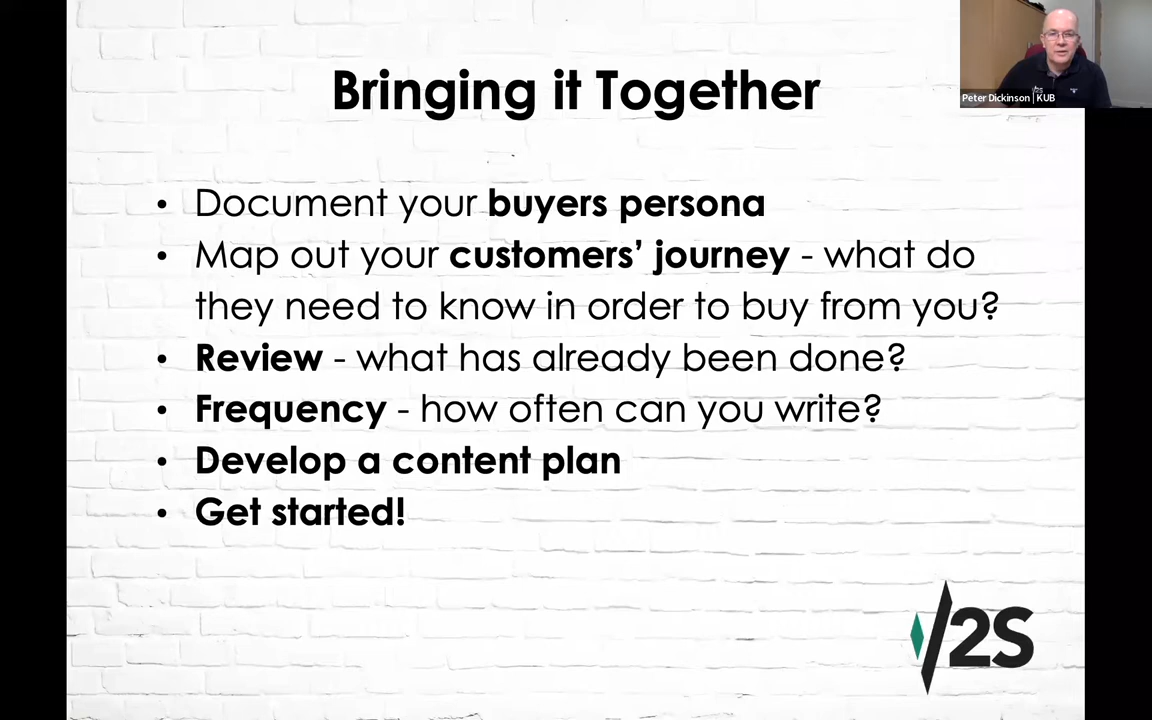 Bringing it Together
Peter Dickinson | KUB
• Document your buyers persona
• Map out your customers’ journey - what do
they need to know in order to buy from you?
• Review - what has already been done?
• Frequency - how often can you write?
• Develop a content plan
• Get started!
2S